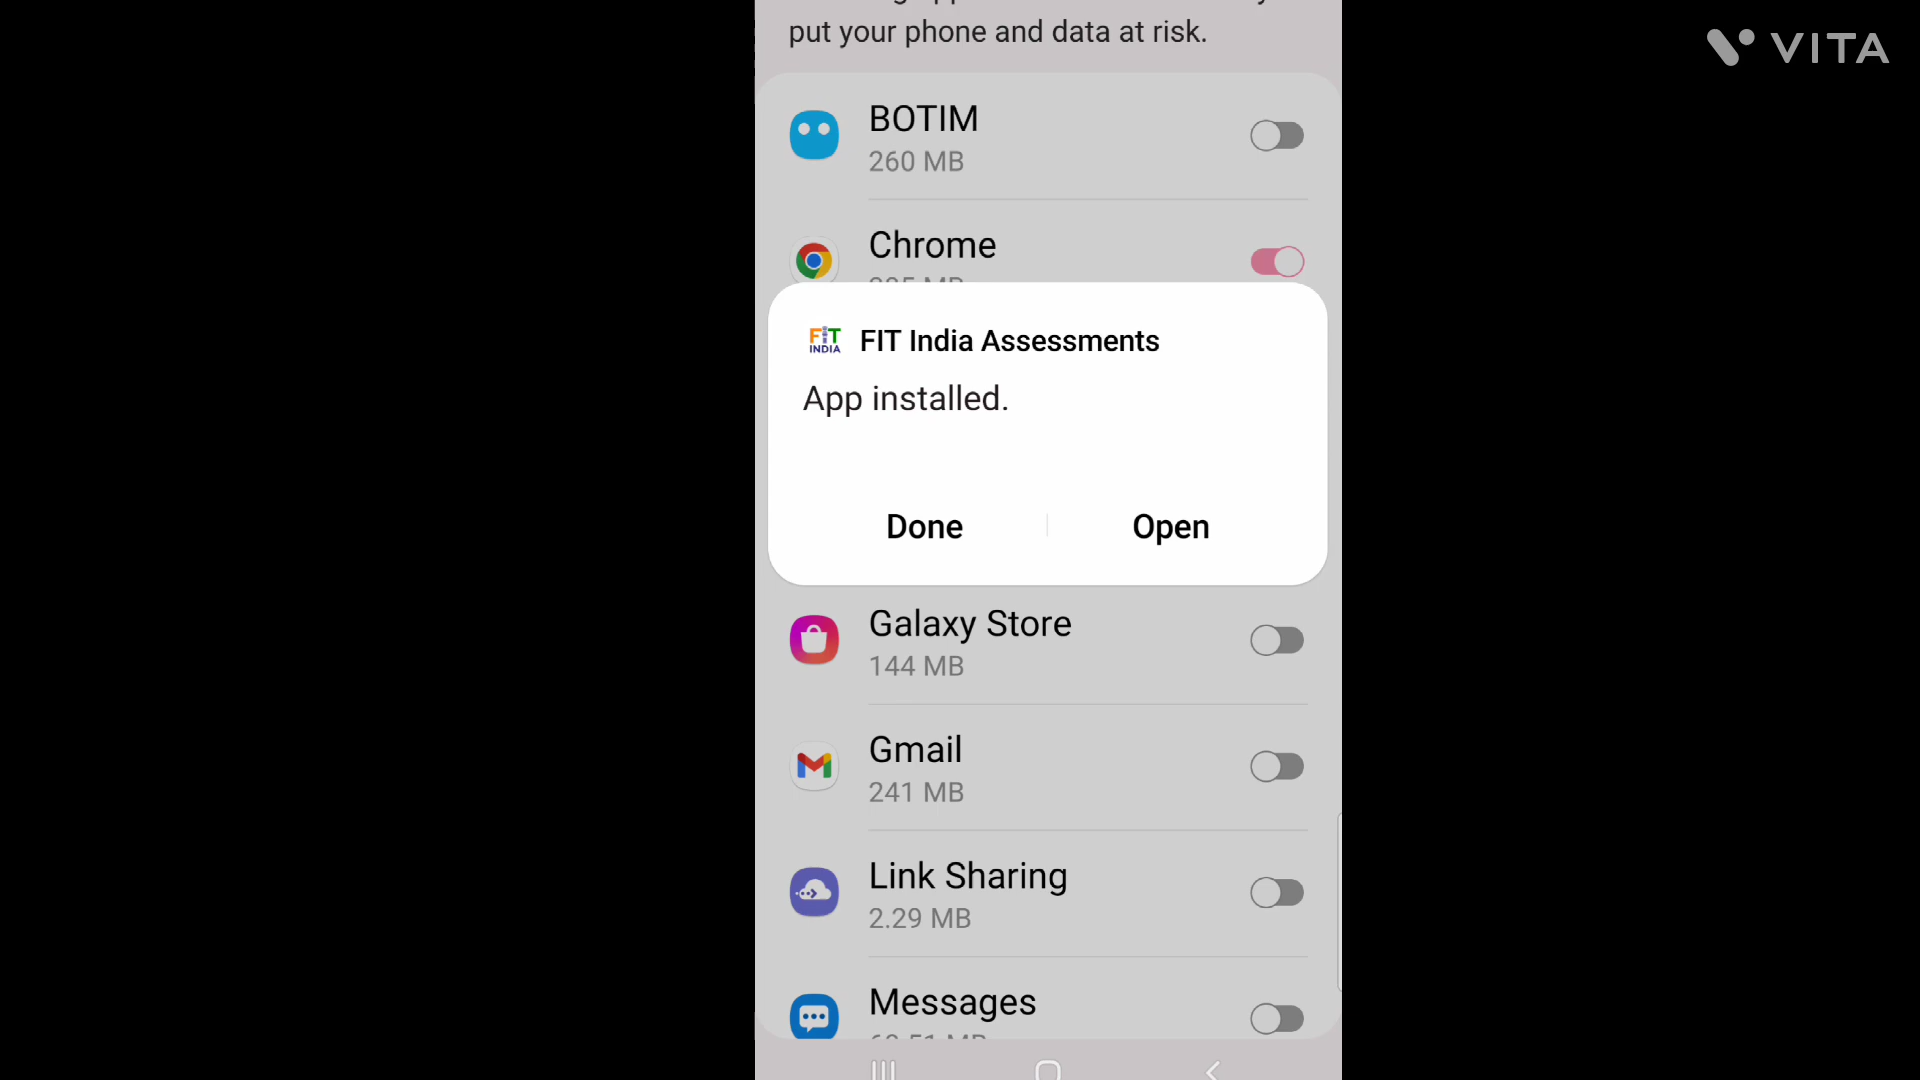 put your phone and data at risk.
VITA
BOTIM
260 MB
Chrome
FIT
INDIA
FIT India Assessments
App installed.
Done
Open
Galaxy Store
144 MB
Gmail
241 MB
Link Sharing
2.29 MB
Messages